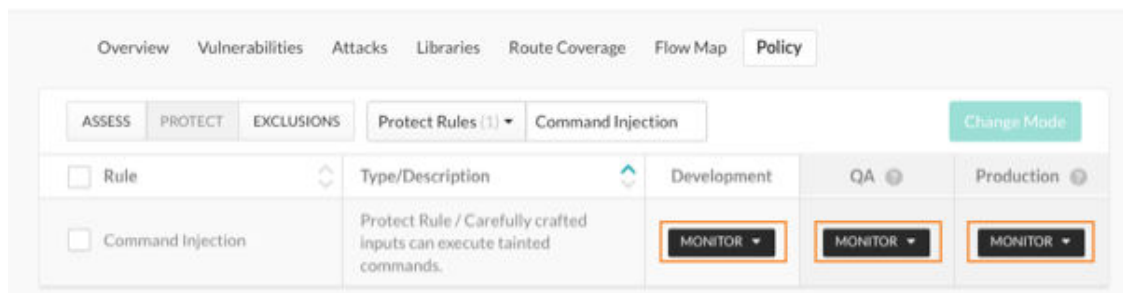 Overview Vulnerabilities Attacks Libraries Route Coverage Flow Map Policy
ASSESS PROTECT EXCLUSIONS Protect Rules (1) Command Injection Change Mode
Rule Type/Description Development QA Production
Command Injection Protect Rule / Carefully crafted
inputs can execute tainted
commands. MONITOR MONITOR MONITOR